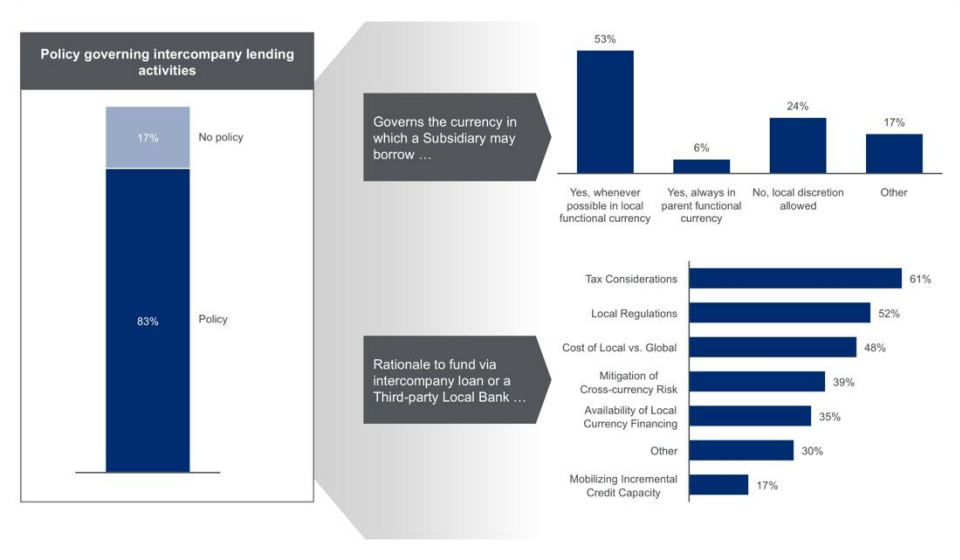 Policy governing intercompany lending
activities
17%
No policy
83%
Policy
Governs the currency in
which a Subsidiary may
borrow …
53%
6%
24%
17%
Yes, whenever
possible in local
functional currency
Yes, always in
parent functional
currency
No, local discretion
allowed
Other
Rationale to fund via
intercompany loan or a
Third-party Local Bank …
Tax Considerations
61%
Local Regulations
52%
Cost of Local vs. Global
48%
Mitigation of
Cross-currency Risk
39%
Availability of Local
Currency Financing
35%
Other
30%
Mobilizing Incremental
Credit Capacity
17%